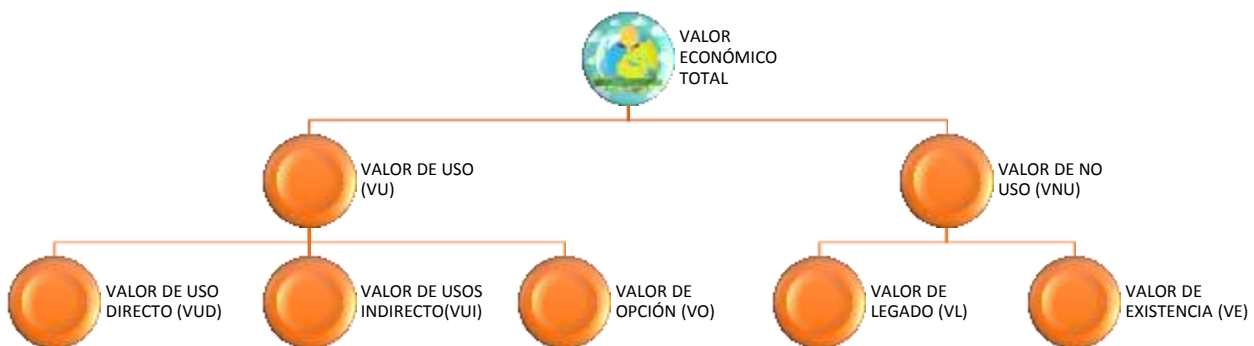 VALOR
ECONÓMICO
TOTAL
VALOR DE USO
(VU)
VALOR DE NO
USO (VNU)
VALOR DE USO
DIRECTO (VUD)
VALOR DE USOS
INDIRECTO(VUI)
VALOR DE
OPCIÓN (VO)
VALOR DE
LEGADO (VL)
VALOR DE
EXISTENCIA (VE)